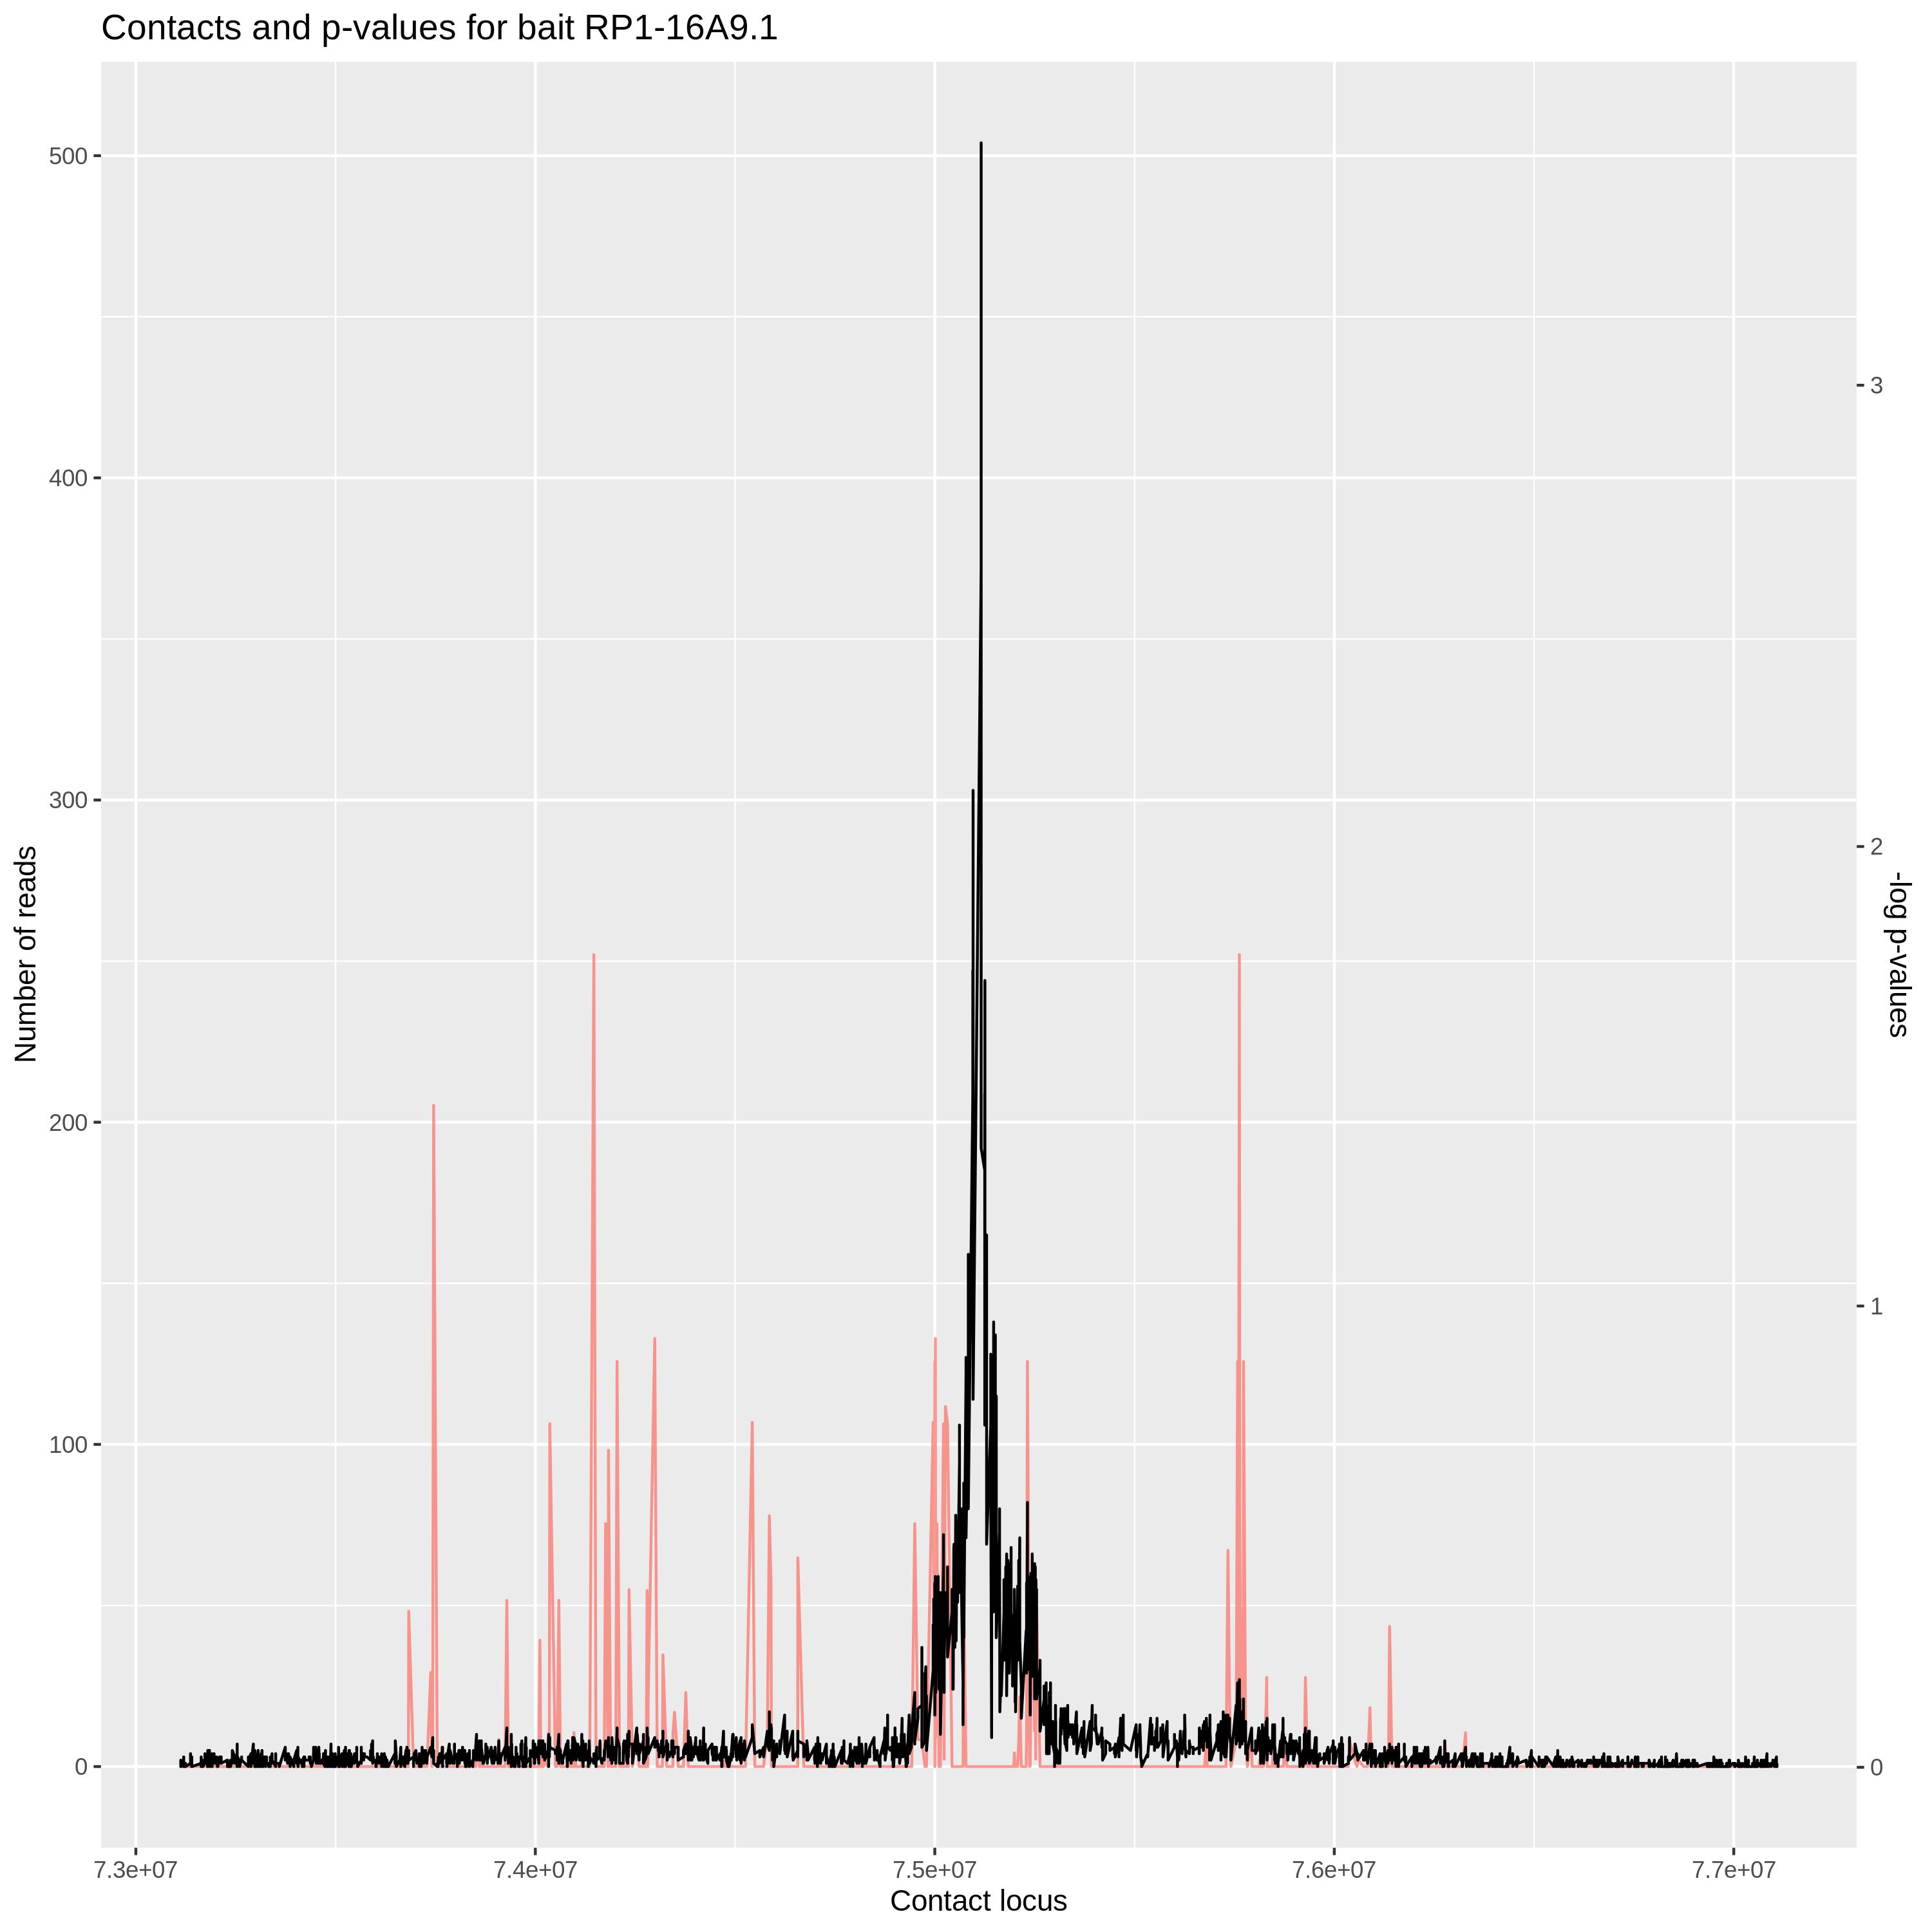 Contacts and p-values for bait RP1-16A9.1
500
400
300
200
100
0
Number of reads
3
2
1
0
-log p-values
7.3e+07
7.4e+07
7.5e+07
7.6e+07
7.7e+07
Contact locus